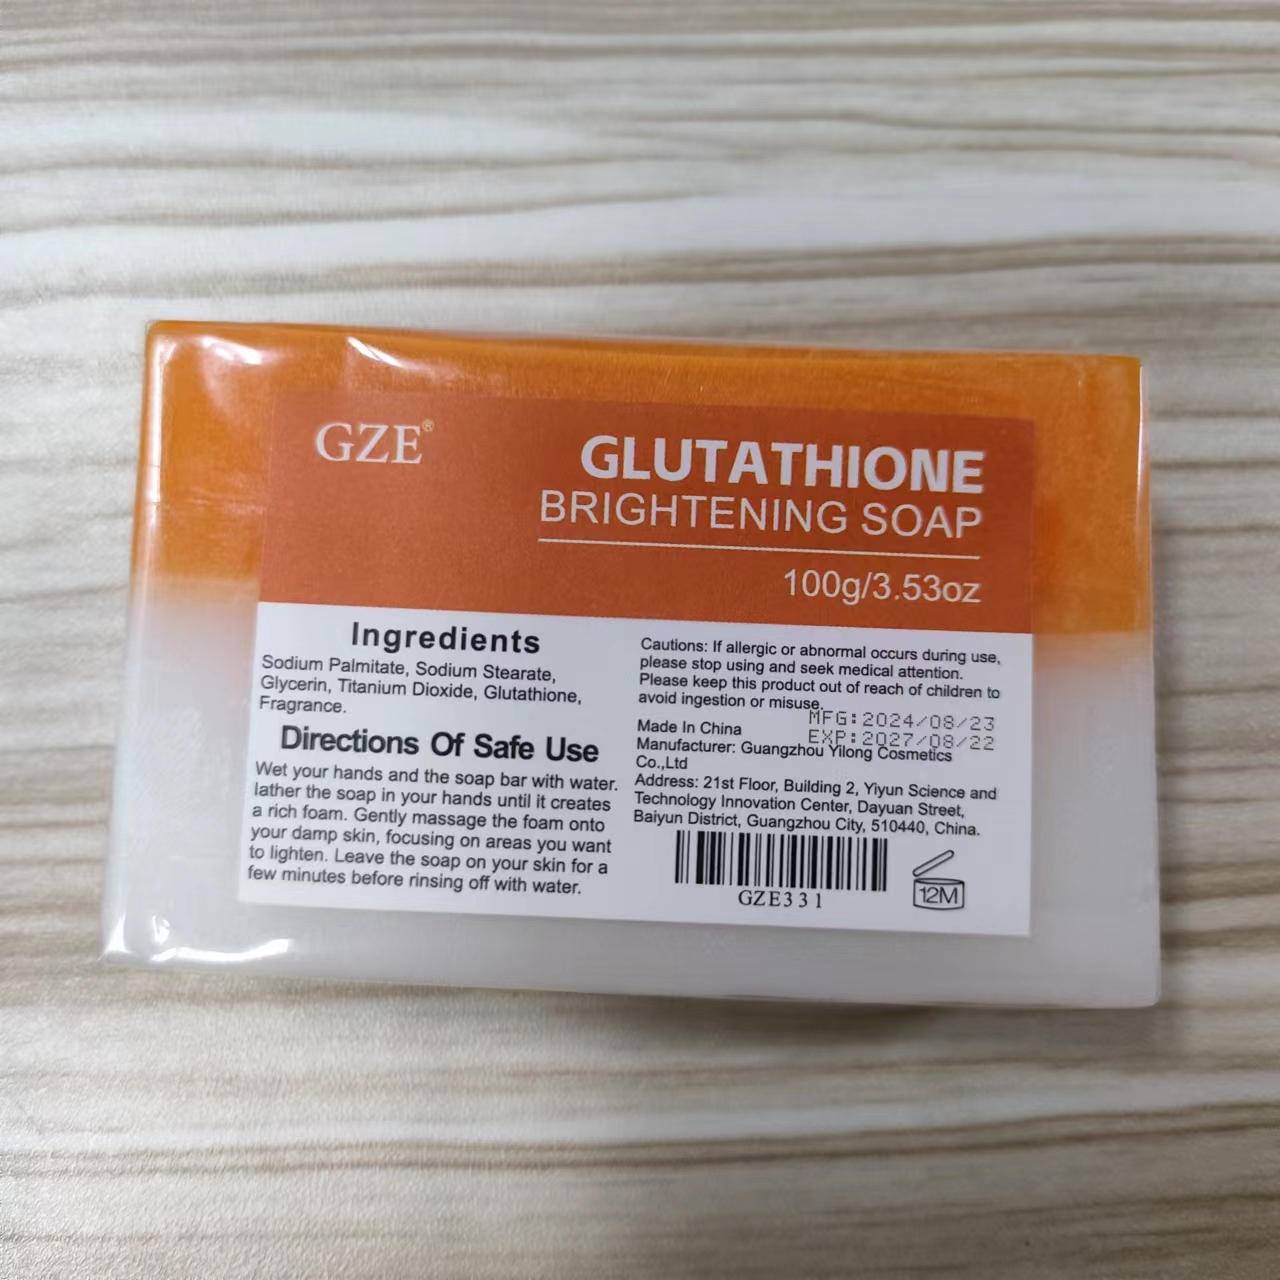 GZE®
GLUTATHIONE
BRIGHTENING SOAP
100g/3.53oz
Ingredients
Sodium Palmitate, Sodium Stearate,
Glycerin, Titanium Dioxide, Glutathione,
Fragrance.
Directions Of Safe Use
Wet your hands and the soap bar with water.
lather the soap in your hands until it creates
a rich foam. Gently massage the foam onto
your damp skin, focusing on areas you want
to lighten. Leave the soap on your skin for a
few minutes before rinsing off with water.
Cautions: If allergic or abnormal occurs during use,
please stop using and seek medical attention.
Please keep this product out of reach of children to
avoid ingestion or misuse.
MFG:2024/08/23
EXP:2027/08/22
Made In China
Manufacturer: Guangzhou Yilong Cosmetics
Co.,Ltd
Address: 21st Floor, Building 2, Yiyun Science and
Technology Innovation Center, Dayuan Street,
Baiyun District, Guangzhou City, 510440, China.
GZE331
12M